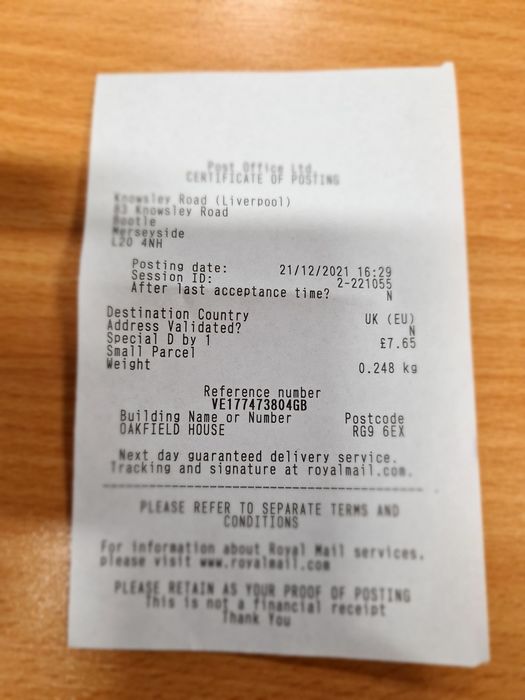 Post Office Ltd.
CERTIFICATE OF POSTING
Knowsley Road (Liverpool)
83 Knowsley Road
Bootle
Merseyside
L20 4NH
Posting date: 21/12/2021 16:29
Session ID: 2-221055
After last acceptance time? N
Destination Country UK (EU)
Address Validated? N
Special D by 1 £7.65
Small Parcel
Weight 0.248 kg
Reference number
VE177473804GB
Building Name or Number Postcode
OAKFIELD HOUSE RG9 6EX
Next day guaranteed delivery service.
Tracking and signature at royalmail.com.
PLEASE REFER TO SEPARATE TERMS AND
CONDITIONS
For information about Royal Mail services,
please visit www.royalmail.com
PLEASE RETAIN AS YOUR PROOF OF POSTING
This is not a financial receipt
Thank You